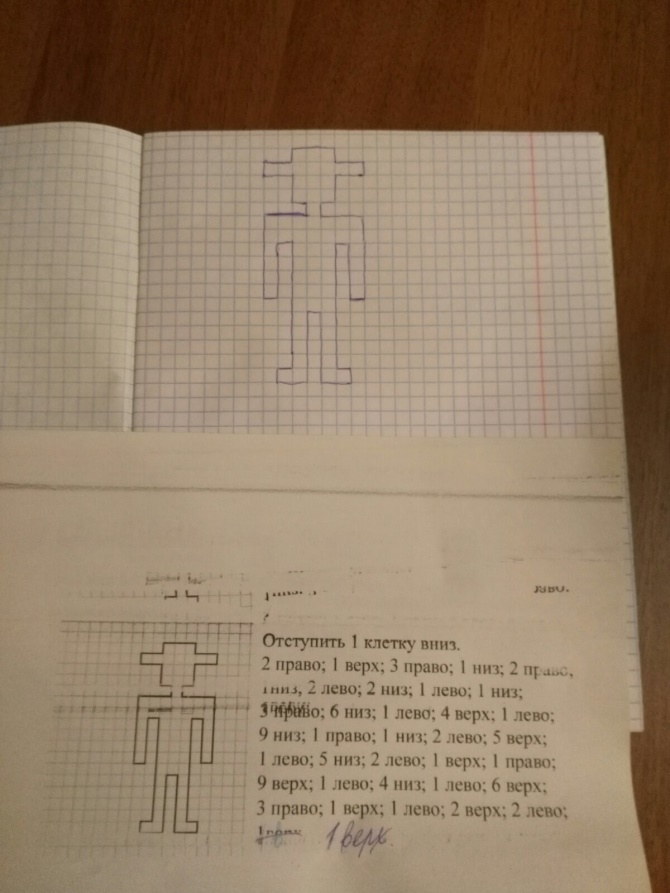 Отступить 1 клетку вниз.
2 право; 1 верх; 3 право; 1 низ; 2 право,
1 низ, 2 лево; 2 низ; 1 лево; 1 низ;
3 право; 6 низ; 1 лево; 4 верх; 1 лево;
9 низ; 1 право; 1 низ; 2 лево; 5 верх;
1 лево; 5 низ; 2 лево; 1 верх; 1 право;
9 верх; 1 лево; 4 низ; 1 лево; 6 верх;
3 право; 1 верх; 1 лево; 2 верх; 2 лево;
1 верх.